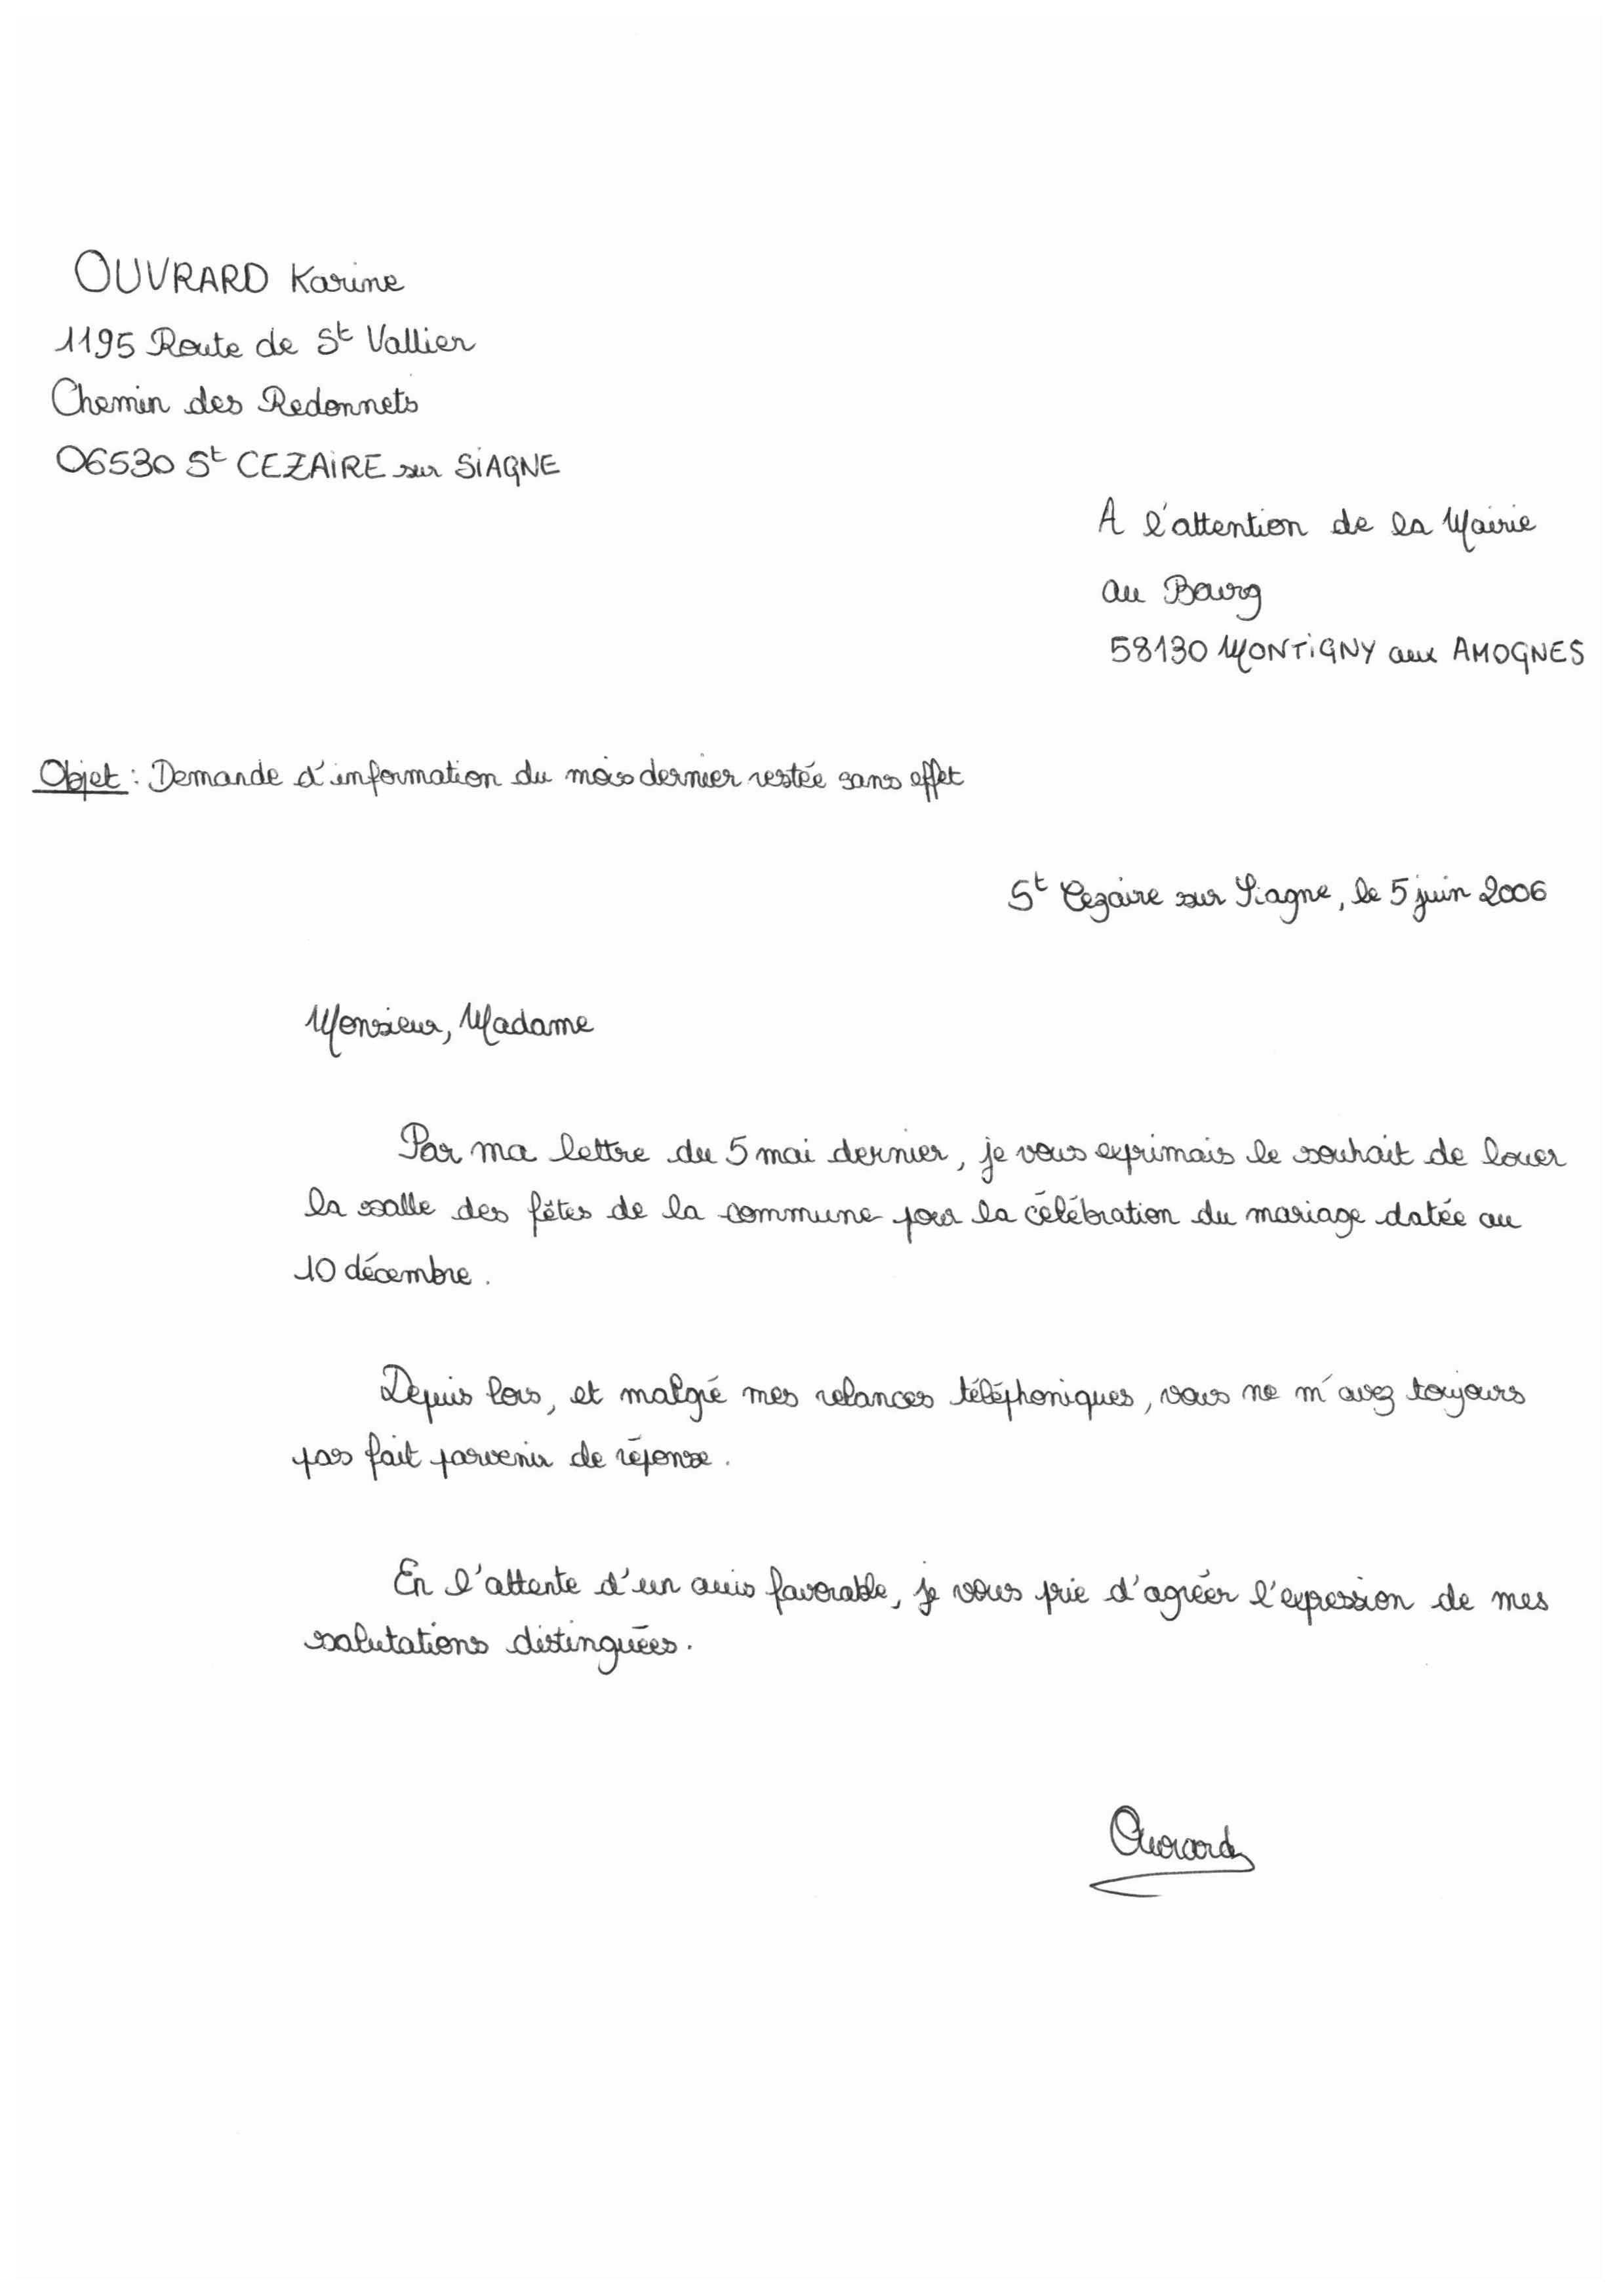 OUVRARD Karine
1195 Route de St Vallier
Chemin des Redonnets
06530 St CEZAIRE sur SIAGNE
A l'attention de la Mairie
au Bourg
58130 MONTIGNY aux AMOGNES
Objet : Demande d'information du mois dernier restée sans effet
St Cezaire sur Siagne, le 5 juin 2006
Monsieur, Madame
Par ma lettre du 5 mai dernier, je vous exprimais le souhait de louer
la salle des fêtes de la commune pour la célébration du mariage datée au
10 décembre.
Depuis lors, et malgré mes relances téléphoniques, vous ne m'avez toujours
pas fait parvenir de réponse.
En l'attente d'un avis favorable, je vous prie d'agréer l'expression de mes
salutations distinguées.
Ouvrard